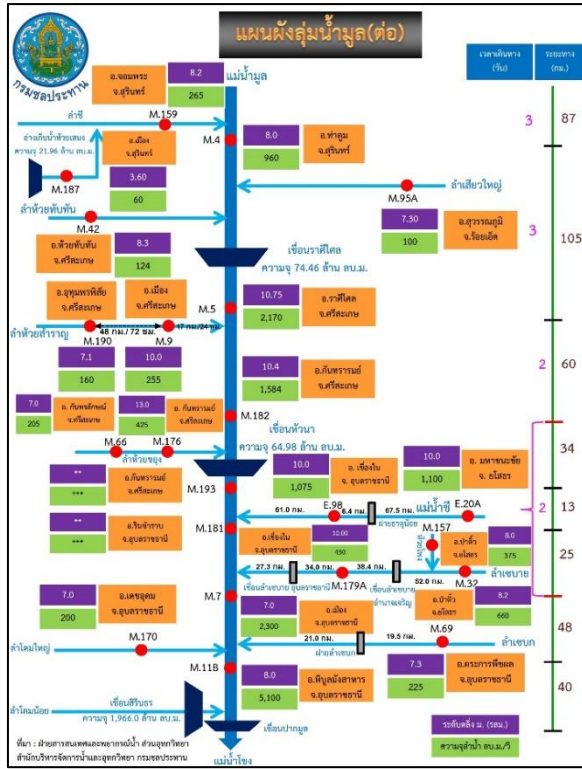 แผนผังลุ่มน้ำมูล(ต่อ)
กรมชลประทาน
เวลาเดินทาง
(วัน)
ระยะทาง
(กม.)
อ.จอมพระ
จ.สุรินทร์
8.2
265
แม่น้ำมูล
ลำชี
M.159
M.4
8.0
960
อ.ท่าตูม
จ.สุรินทร์
3
87
อ่างเก็บน้ำห้วยเสนง
ความจุ 21.96 ล้าน ลบ.ม.
อ.เมือง
จ.สุรินทร์
3.60
60
M.187
ลำเสียวใหญ่
M.95A
7.30
100
อ.สุวรรณภูมิ
จ.ร้อยเอ็ด
3
105
ลำห้วยทับทัน
M.42
อ.ห้วยทับทัน
จ.ศรีสะเกษ
8.3
124
เขื่อนราษีไศล
ความจุ 74.46 ล้าน ลบ.ม.
อ.อุทุมพรพิสัย
จ.ศรีสะเกษ
อ.เมือง
จ.ศรีสะเกษ
M.5
10.75
2,170
อ.ราษีไศล
จ.ศรีสะเกษ
ลำห้วยสำราญ
48 กม./ 72 ชม.
17 กม./24 ชม.
M.190
M.9
7.1
160
10.0
255
10.4
1,584
อ.กันทรารมย์
จ.ศรีสะเกษ
2
60
7.0
205
อ. กันทรลักษณ์
จ.ศรีสะเกษ
13.0
425
อ. กันทรารมย์
จ.ศรีสะเกษ
M.182
เขื่อนหัวนา
ความจุ 64.98 ล้าน ลบ.ม.
M.66
M.176
ลำห้วยขยุง
34
**
***
อ.กันทรารมย์
จ.ศรีสะเกษ
M.193
10.0
1,075
อ. เขื่องใน
จ. อุบลราชธานี
10.0
1,100
อ. มหาชนะชัย
จ. ยโสธร
61.0 กม.
E.98
6.4 กม.
67.5 กม.
แม่น้ำชี
E.20A
ฝายธาตุน้อย
2
13
**
***
อ.วารินชำราบ
จ.อุบลราชธานี
M.181
อ.เขื่องใน
จ.อุบลราชธานี
10.00
450
M.157
อ.ป่าติ้ว
จ.ยโสธร
8.0
375
25
27.3 กม.
34.0 กม.
38.4 กม.
52.0 กม.
M.179A
M.32
ลำเซบาย
อ.เดชอุดม
จ.อุบลราชธานี
7.0
200
M.7
7.0
2,300
อ.เมือง
จ.อุบลราชธานี
อ.ป่าติ้ว
จ.ยโสธร
8.2
660
48
ลำโดมใหญ่
M.170
21.0 กม.
19.5 กม.
M.69
ลำเซบก
ฝายลำเซบก
M.11B
8.0
5,100
อ.พิบูลมังสาหาร
จ.อุบลราชธานี
7.3
225
อ.ตระการพืชผล
จ.อุบลราชธานี
40
ลำโดมน้อย
เขื่อนสิรินธร
ความจุ 1,966.0 ล้าน ลบ.ม.
เขื่อนปากมูล
แม่น้ำโขง
ระดับตลิ่ง ม. (รสม.)
ความจุลำน้ำ ลบ.ม./วิ
ที่มา : ฝ่ายสารสนเทศและพยากรณ์น้ำ ส่วนอุทกวิทยา
สำนักบริหารจัดการน้ำและอุทกวิทยา กรมชลประทาน